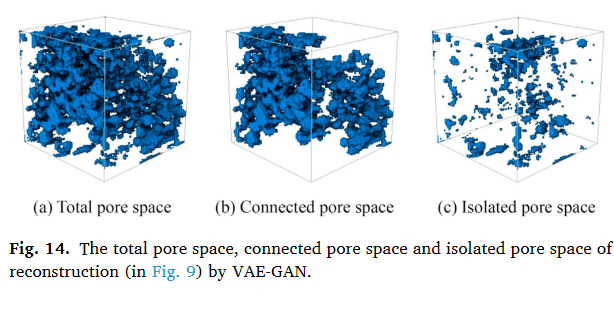 (a) Total pore space
(b) Connected pore space
(c) Isolated pore space
Fig. 14. The total pore space, connected pore space and isolated pore space of
reconstruction (in Fig. 9) by VAE-GAN.